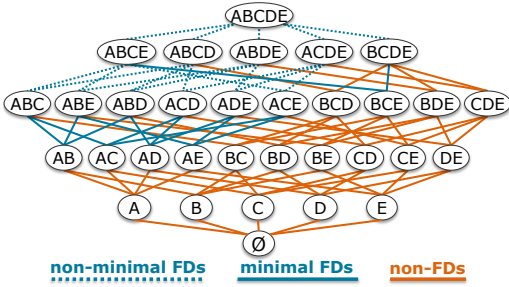 ABCDE
ABCE ABCD ABDE ACDE BCDE
ABC ABE ABD ACD ADE ACE BCD BCE BDE CDE
AB AC AD AE BC BD BE CD CE DE
A B C D E
Ø
non-minimal FDs minimal FDs non-FDs